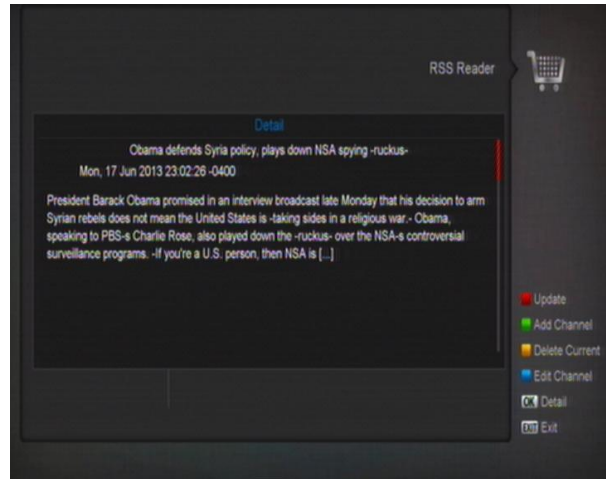 RSS Reader
Detail
Obama defends Syria policy, plays down NSA spying -ruckus-
Mon, 17 Jun 2013 23:02:26 -0400
President Barack Obama promised in an interview broadcast late Monday that his decision to arm
Syrian rebels does not mean the United States is -taking sides in a religious war.- Obama,
speaking to PBS-s Charlie Rose, also played down the -ruckus- over the NSA-s controversial
surveillance programs. -If you're a U.S. person, then NSA is [...]
Update
Add Channel
Delete Current
Edit Channel
OK Detail
EXIT Exit